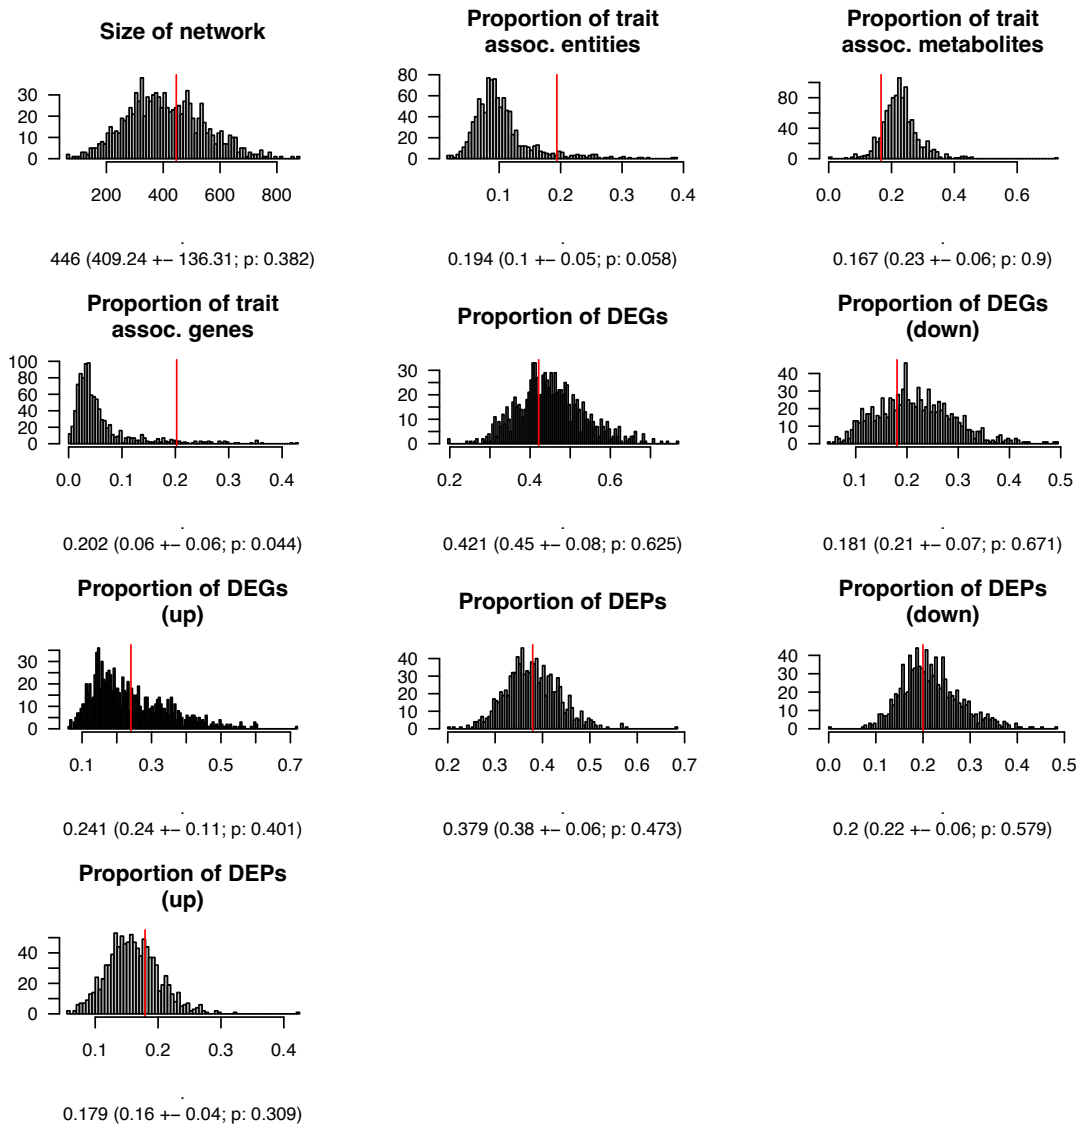 Size of network
30
20
10
0
200 400 600 800
.
446 (409.24 +− 136.31; p: 0.382)
Proportion of trait
assoc. entities
80
60
40
20
0
0.1 0.2 0.3 0.4
.
0.194 (0.1 +− 0.05; p: 0.058)
Proportion of trait
assoc. metabolites
80
40
0
0.0 0.2 0.4 0.6
.
0.167 (0.23 +− 0.06; p: 0.9)
Proportion of trait
assoc. genes
100
80
60
40
20
0
0.0 0.1 0.2 0.3 0.4
.
0.202 (0.06 +− 0.06; p: 0.044)
Proportion of DEGs
30
20
10
0
0.2 0.4 0.6
.
0.421 (0.45 +− 0.08; p: 0.625)
Proportion of DEGs
(down)
40
30
20
10
0
0.1 0.2 0.3 0.4 0.5
.
0.181 (0.21 +− 0.07; p: 0.671)
Proportion of DEGs
(up)
30
20
10
0
0.1 0.3 0.5 0.7
.
0.241 (0.24 +− 0.11; p: 0.401)
Proportion of DEPs
40
30
20
10
0
0.2 0.3 0.4 0.5 0.6 0.7
.
0.379 (0.38 +− 0.06; p: 0.473)
Proportion of DEPs
(down)
40
30
20
10
0
0.0 0.1 0.2 0.3 0.4 0.5
.
0.2 (0.22 +− 0.06; p: 0.579)
Proportion of DEPs
(up)
40
20
0
0.1 0.2 0.3 0.4
.
0.179 (0.16 +− 0.04; p: 0.309)